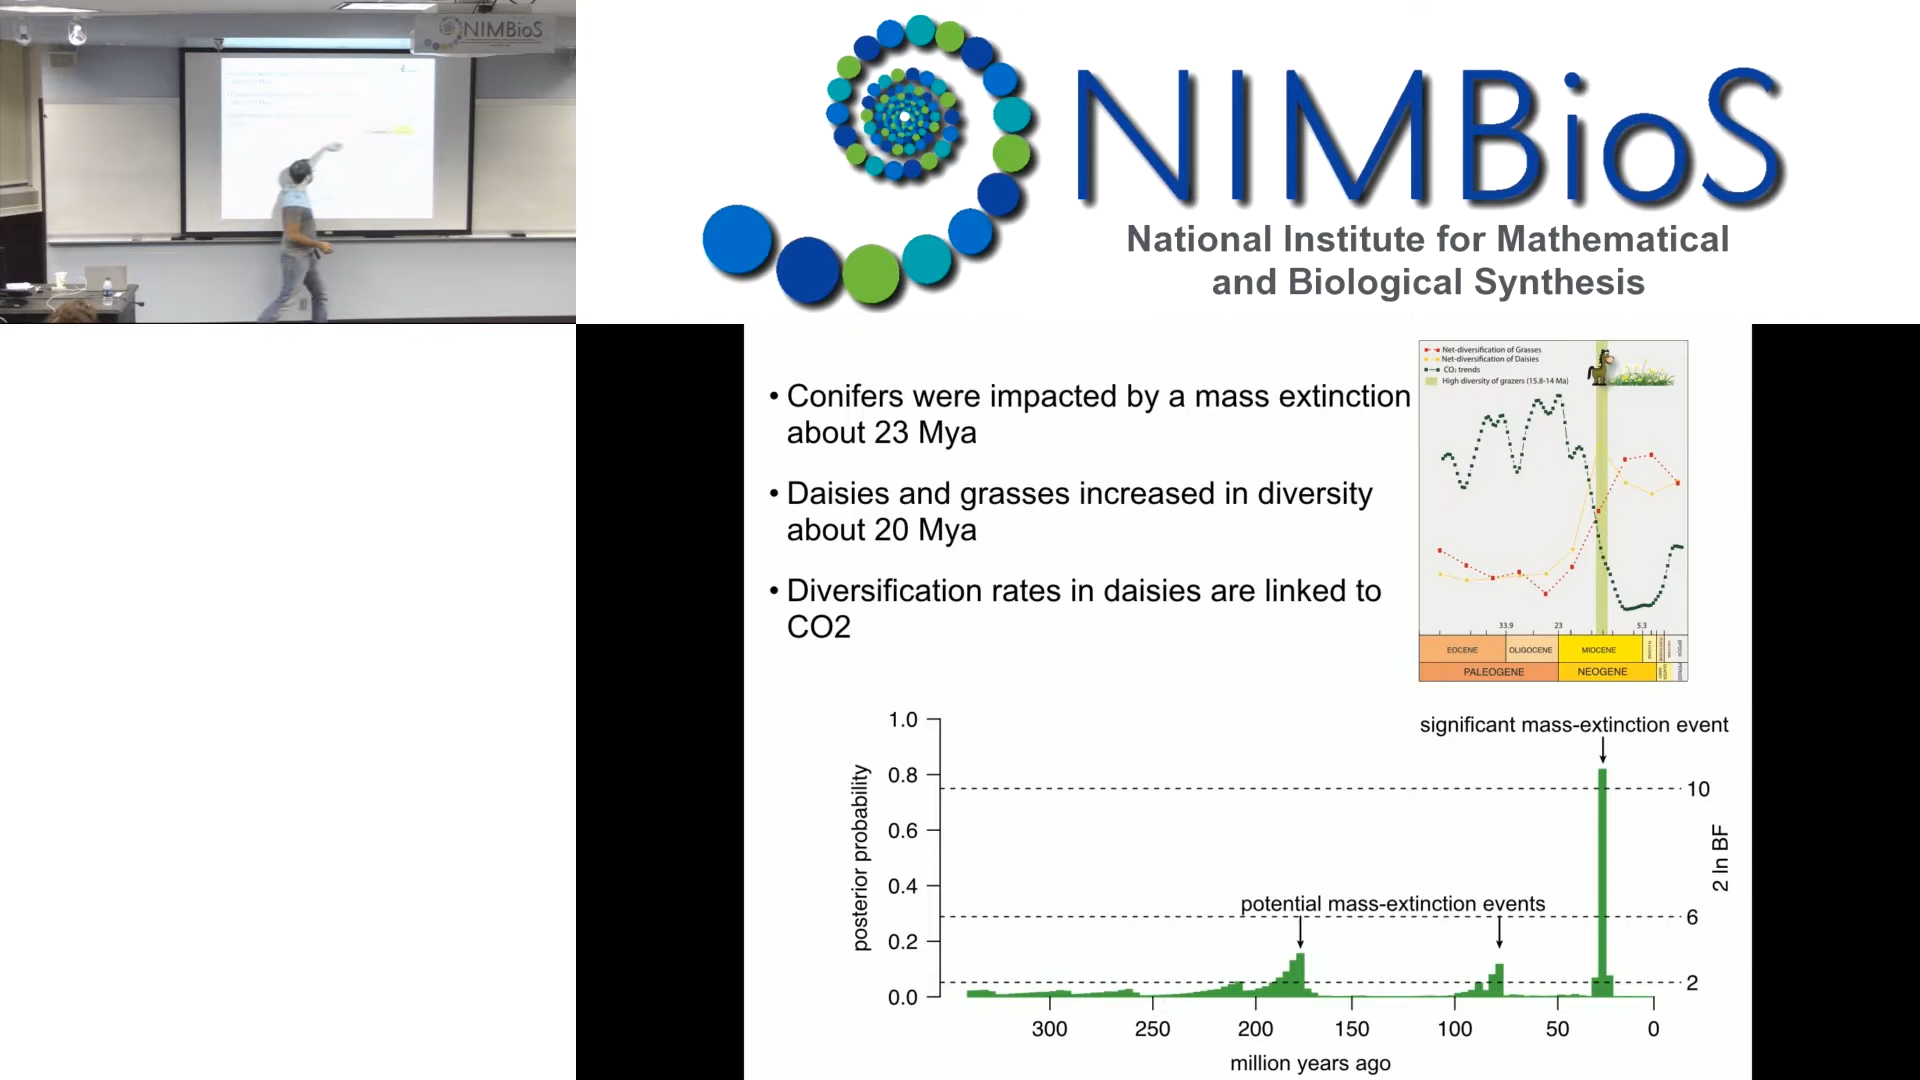 NIMBioS
NIMBioS
National Institute for Mathematical
and Biological Synthesis
• Conifers were impacted by a mass extinction
about 23 Mya
• Daisies and grasses increased in diversity
about 20 Mya
• Diversification rates in daisies are linked to
CO2
Net-diversification of Grasses
Net-diversification of Daisies
CO₂ trends
High diversity of grazers (15.8-14 Ma)
33.9 23 5.3
EOCENE OLIGOCENE MIOCENE
PALEOGENE NEOGENE
significant mass-extinction event
potential mass-extinction events
posterior probability
1.0
0.8
0.6
0.4
0.2
0.0
10
6
2
2 ln BF
300 250 200 150 100 50 0
million years ago